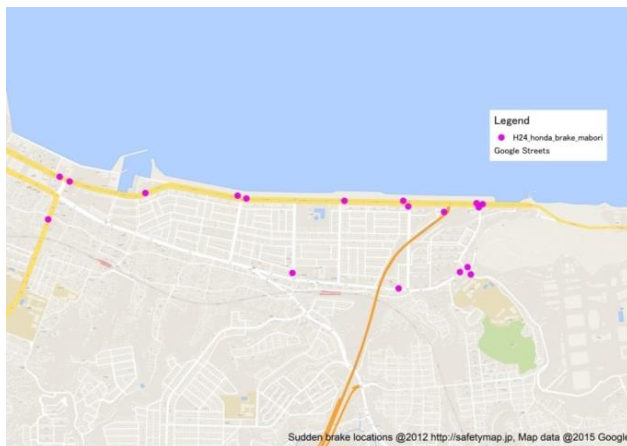 Legend
H24_honda_brake_mabori
Google Streets
Sudden brake locations @2012 http://safetymap.jp, Map data @2015 Google